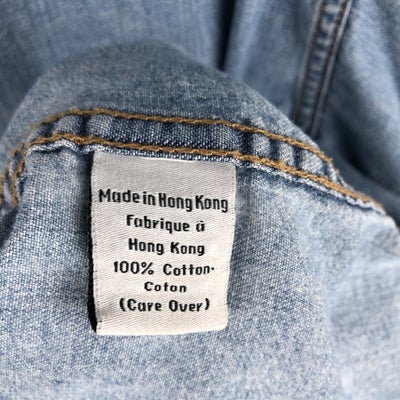 Made in Hong Kong
Fabrique à
Hong Kong
100% Cotton-
Coton
(Care Over)